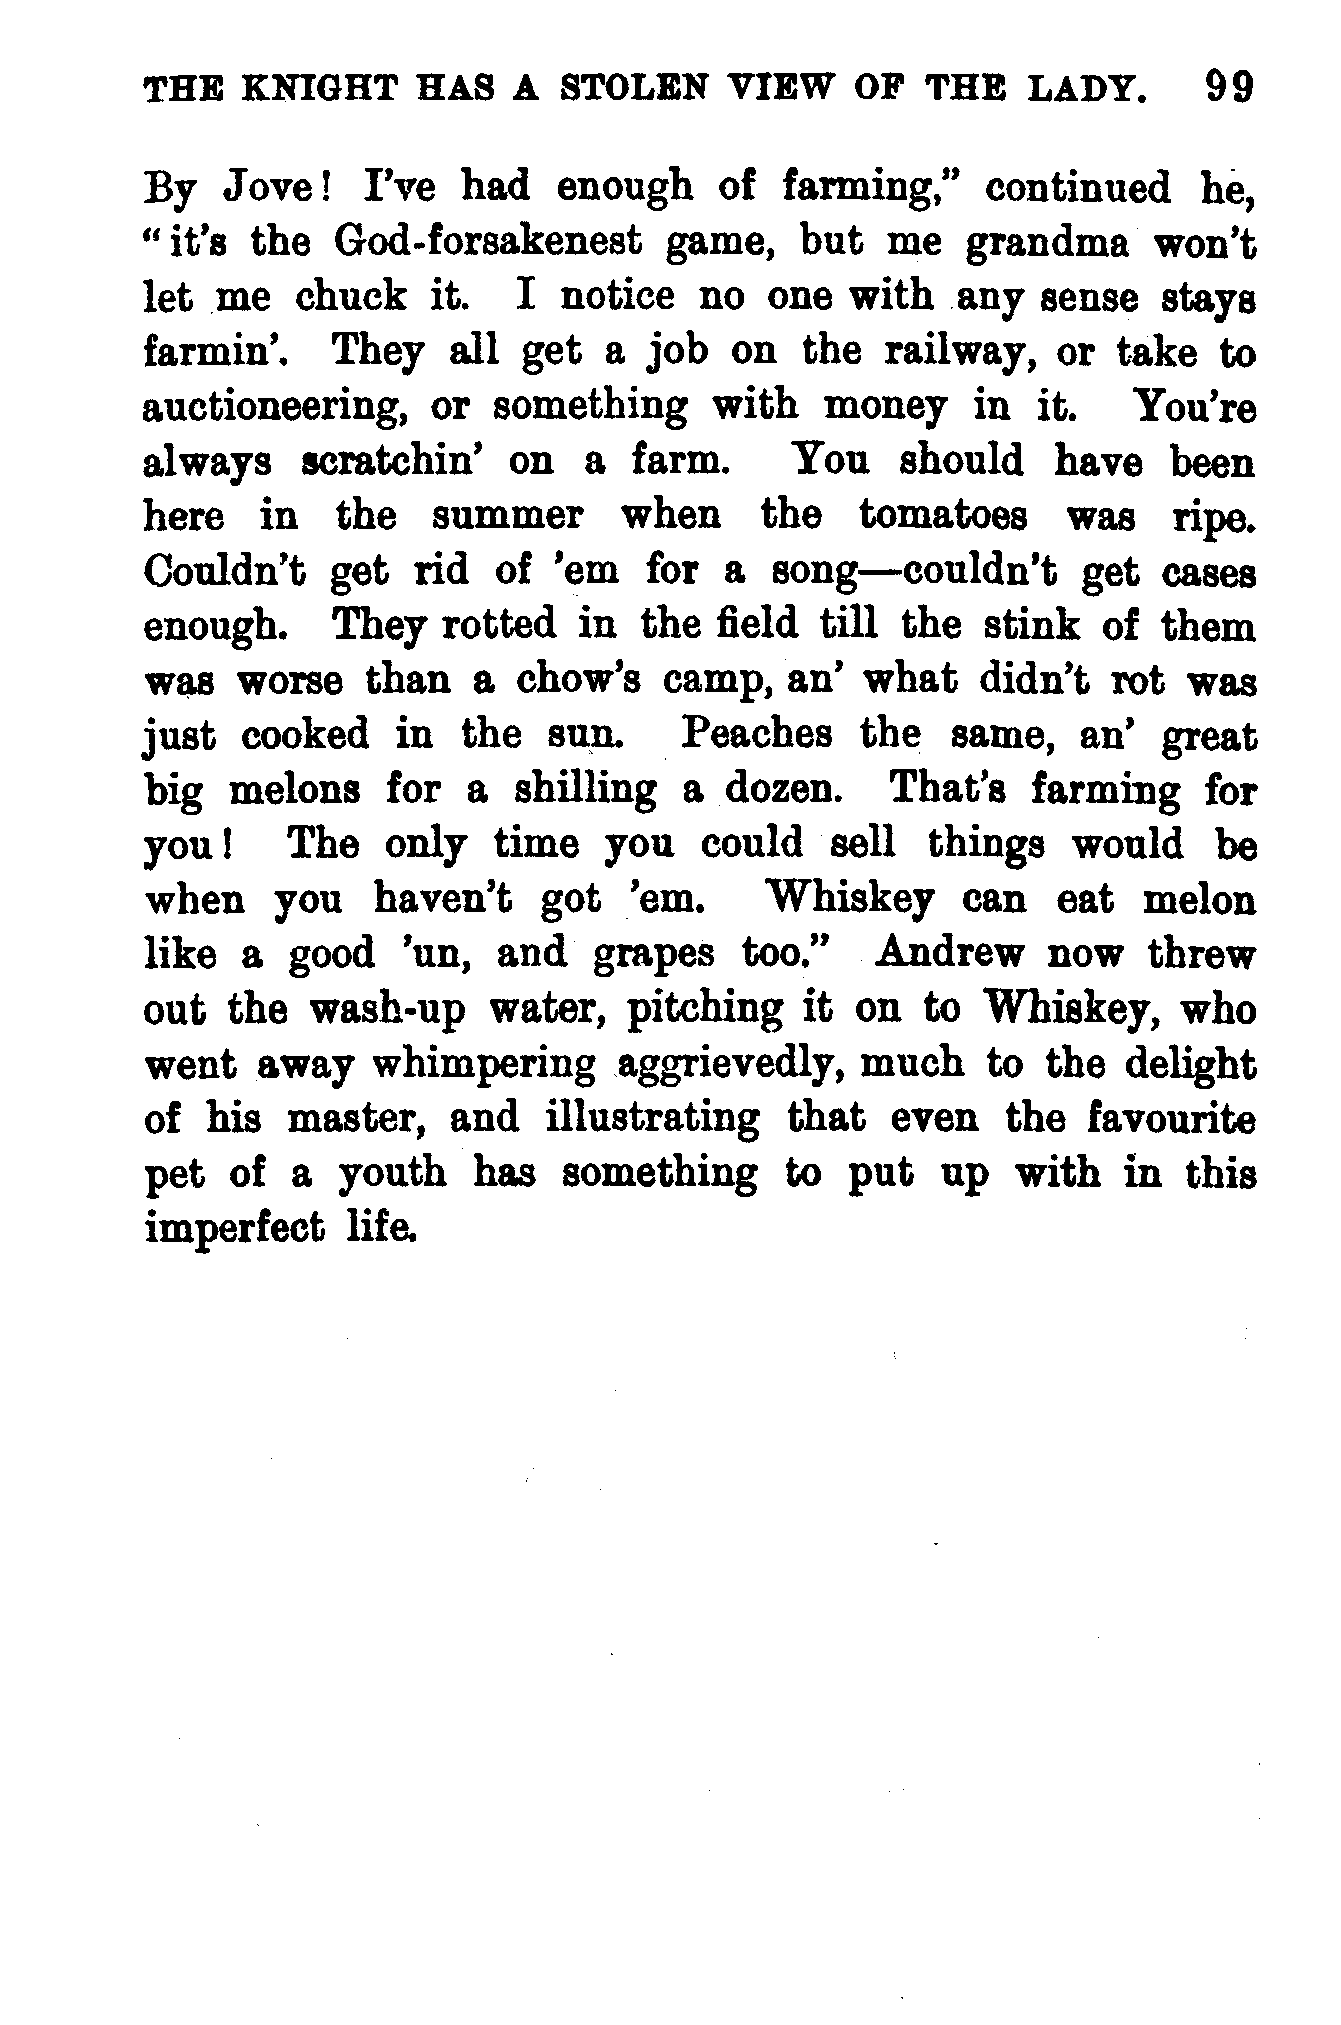 THE KNIGHT HAS A STOLEN VIEW OF THE LADY. 99
By Jove! I've had enough of farming," continued he,
"it's the God-forsakenest game, but me grandma won't
let me chuck it. I notice no one with any sense stays
farmin'. They all get a job on the railway, or take to
auctioneering, or something with money in it. You're
always scratchin' on a farm. You should have been
here in the summer when the tomatoes was ripe.
Couldn't get rid of 'em for a song—couldn't get cases
enough. They rotted in the field till the stink of them
was worse than a chow's camp, an' what didn't rot was
just cooked in the sun. Peaches the same, an' great
big melons for a shilling a dozen. That's farming for
you! The only time you could sell things would be
when you haven't got 'em. Whiskey can eat melon
like a good 'un, and grapes too." Andrew now threw
out the wash-up water, pitching it on to Whiskey, who
went away whimpering aggrievedly, much to the delight
of his master, and illustrating that even the favourite
pet of a youth has something to put up with in this
imperfect life.